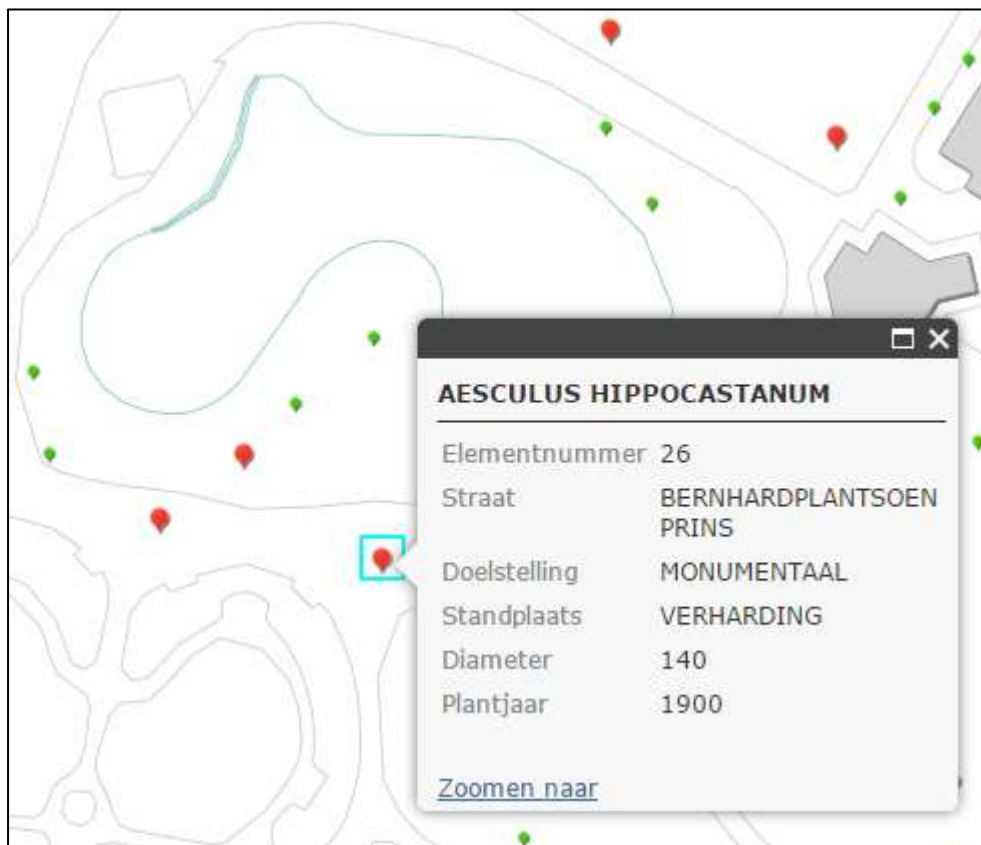 AESCULUS HIPPOCASTANUM
Elementnummer 26
Straat BERNHARDPLANTSOEN
PRINS
Doelstelling MONUMENTAAL
Standplaats VERHARDING
Diameter 140
Plantjaar 1900
Zoomen naar